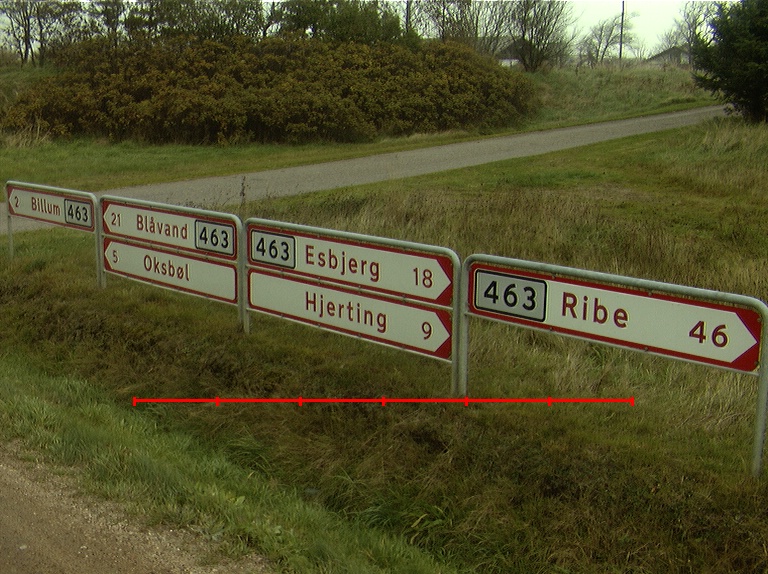 2 Billum 463
21 Blåvand 463
5 Oksbøl
463 Esbjerg 18
Hjerting 9
463 Ribe 46